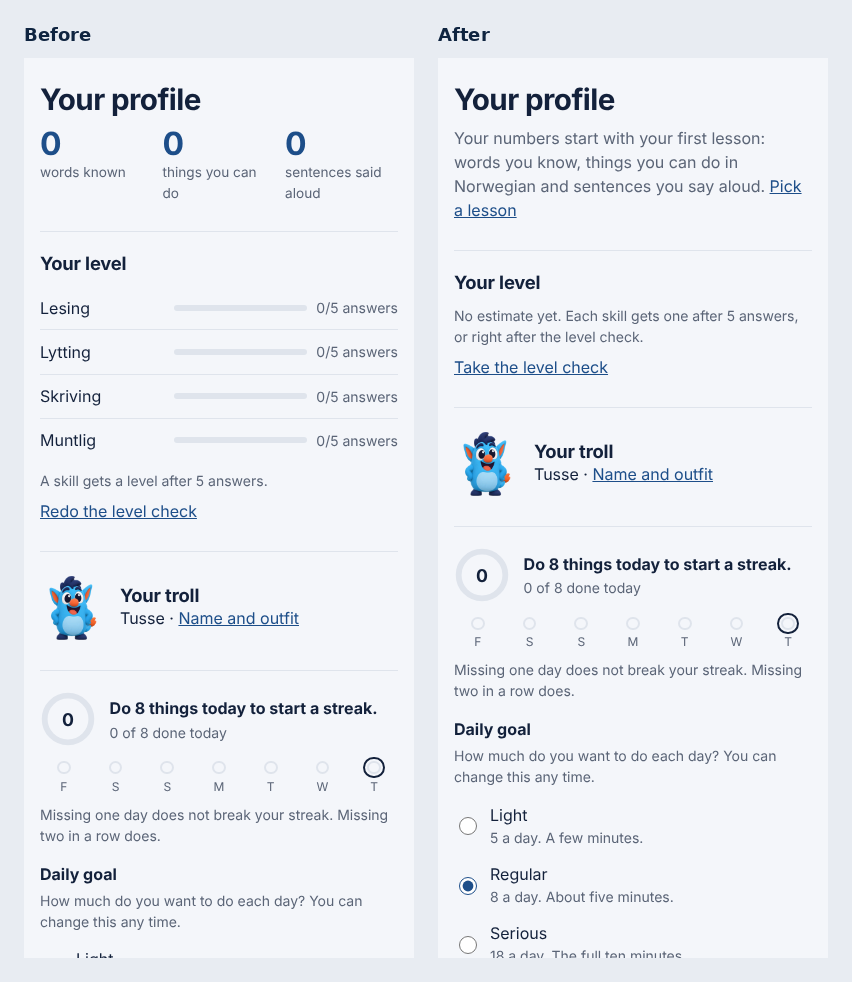 Before
Your profile
0 0 0
words known things you can do sentences said aloud
Your level
Lesing 0/5 answers
Lytting 0/5 answers
Skriving 0/5 answers
Muntlig 0/5 answers
A skill gets a level after 5 answers.
Redo the level check
Your troll
Tusse · Name and outfit
0
Do 8 things today to start a streak.
0 of 8 done today
F S S M T W T
Missing one day does not break your streak. Missing
two in a row does.
Daily goal
How much do you want to do each day? You can
change this any time.
Light
After
Your profile
Your numbers start with your first lesson:
words you know, things you can do in
Norwegian and sentences you say aloud. Pick
a lesson
Your level
No estimate yet. Each skill gets one after 5 answers,
or right after the level check.
Take the level check
Your troll
Tusse · Name and outfit
0
Do 8 things today to start a streak.
0 of 8 done today
F S S M T W T
Missing one day does not break your streak. Missing
two in a row does.
Daily goal
How much do you want to do each day? You can
change this any time.
Light
5 a day. A few minutes.
Regular
8 a day. About five minutes.
Serious
18 a day. The full ten minutes.